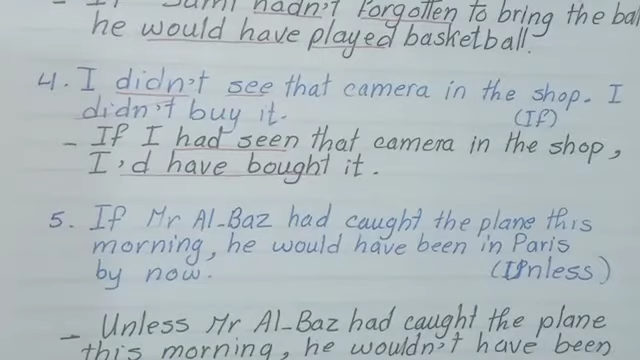 - If Sami hadn't forgotten to bring the ball
he would have played basketball.
4. I didn't see that camera in the shop. I
didn't buy it. (If)
- If I had seen that camera in the shop,
I'd have bought it.
5. If Mr Al-Baz had caught the plane this
morning, he would have been in Paris
by now. (Unless)
- Unless Mr Al-Baz had caught the plane
this morning, he wouldn't have been